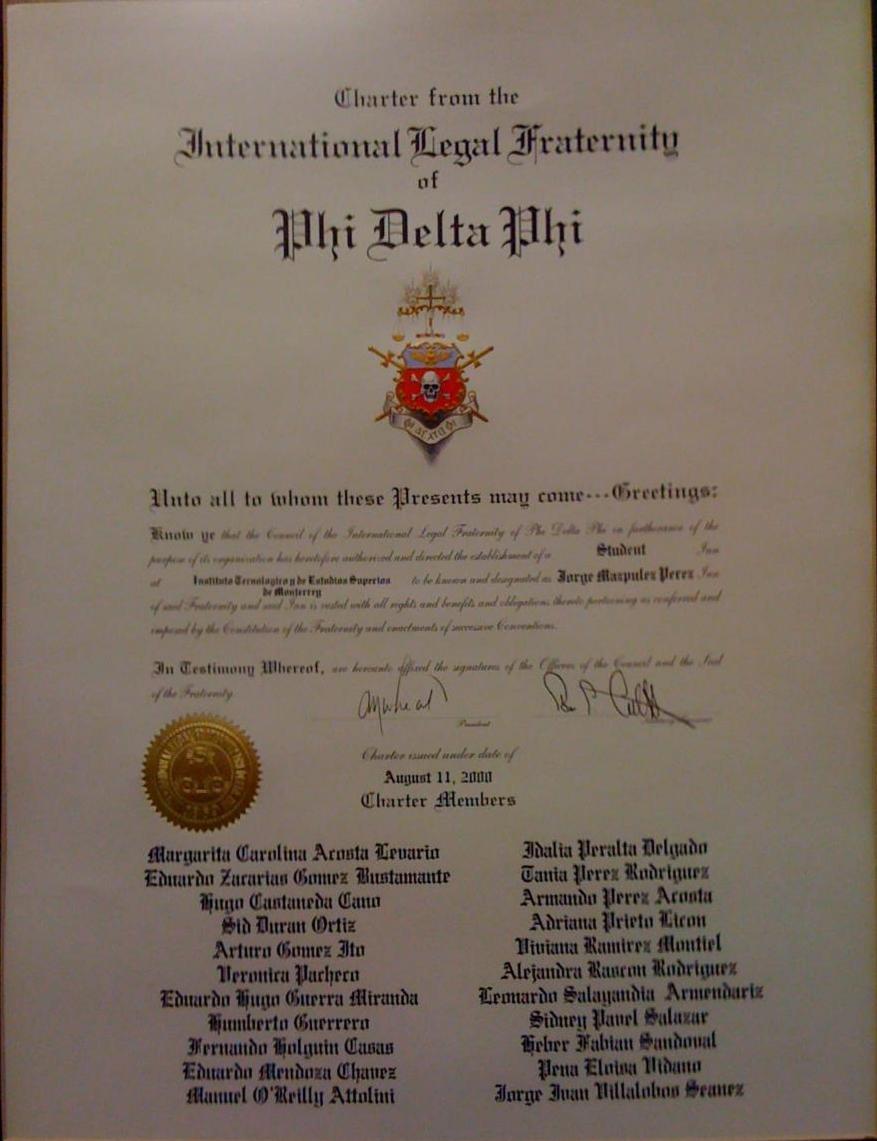 Charter from the
International Legal Fraternity
of
Phi Delta Phi
Unto all to whom these Presents may come---Greetings:
Know ye that the Council of the International Legal Fraternity of Phi Delta Phi in furtherance of the
purpose of its organization has heretofore authorized and directed the establishment of a Student Inn
at Instituto Tecnologico y de Estudios Superios to be known and designated as Jorge Mazpulez Perez Inn
de Monterrey
of said Fraternity and said Inn is vested with all rights and benefits and obligations thereto pertaining as conferred and
imposed by the Constitution of the Fraternity and enactments of successive Conventions.
In Testimony Whereof, are hereunto affixed the signatures of the Officers of the Council and the Seal
of the Fraternity
President
Charter issued under date of
August 11, 2000
Charter Members
Margarita Carolina Acosta Levario
Eduardo Zacarias Gomez Bustamante
Hugo Castaneda Cano
Sid Duran Ortiz
Arturo Gomez Ito
Veronica Pacheco
Eduardo Hugo Guerra Miranda
Humberto Guerrero
Fernando Holguin Casas
Eduardo Mendoza Chavez
Manuel O'Reilly Attolini
Idalia Peralta Delgado
Tania Perez Rodriguez
Armando Perez Acosta
Adriana Prieto Licon
Viviana Ramirez Montiel
Alejandra Rascon Rodriguez
Leonardo Salayandia Armendariz
Sidney Pavel Salazar
Heber Fabian Sandoval
Pena Eloisa Vidano
Jorge Ivan Villalobos Seanez